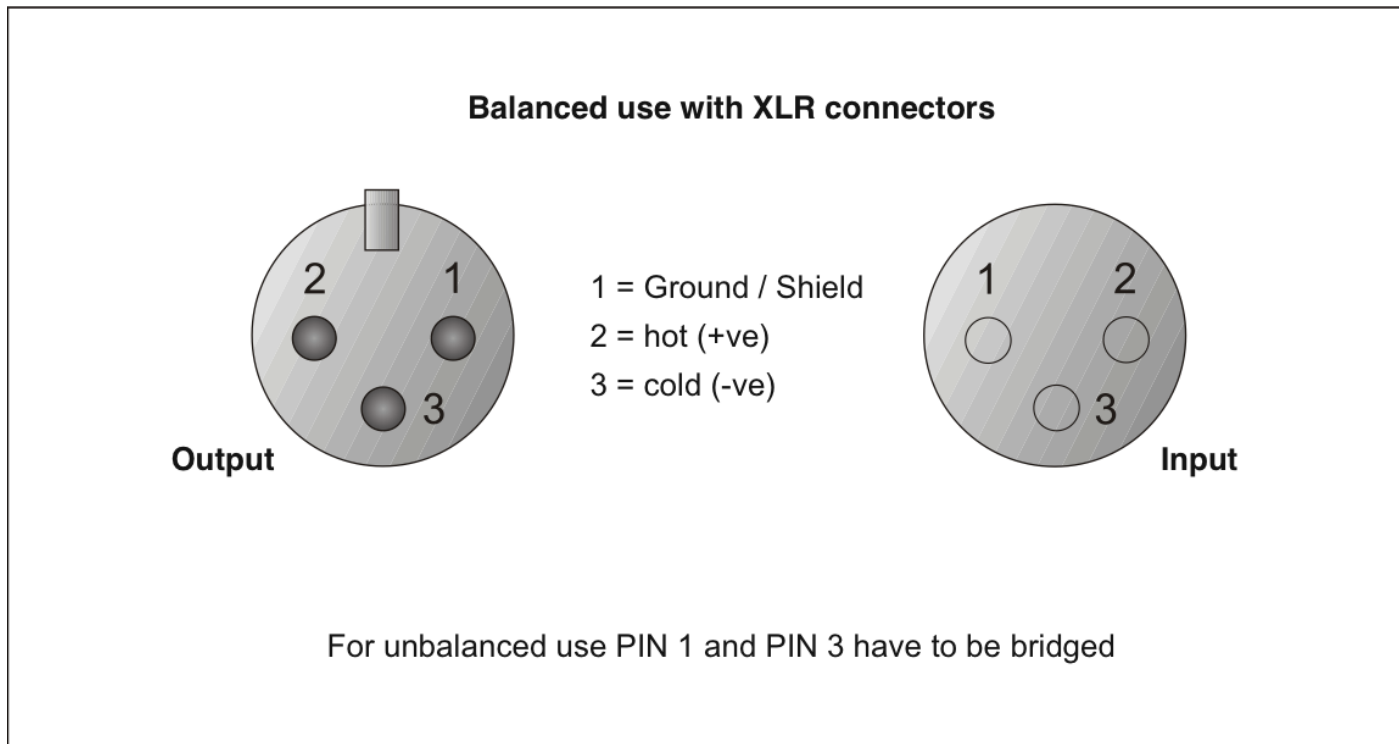 Balanced use with XLR connectors
2 1
3
Output
1 = Ground / Shield
2 = hot (+ve)
3 = cold (-ve)
1 2
3
Input
For unbalanced use PIN 1 and PIN 3 have to be bridged